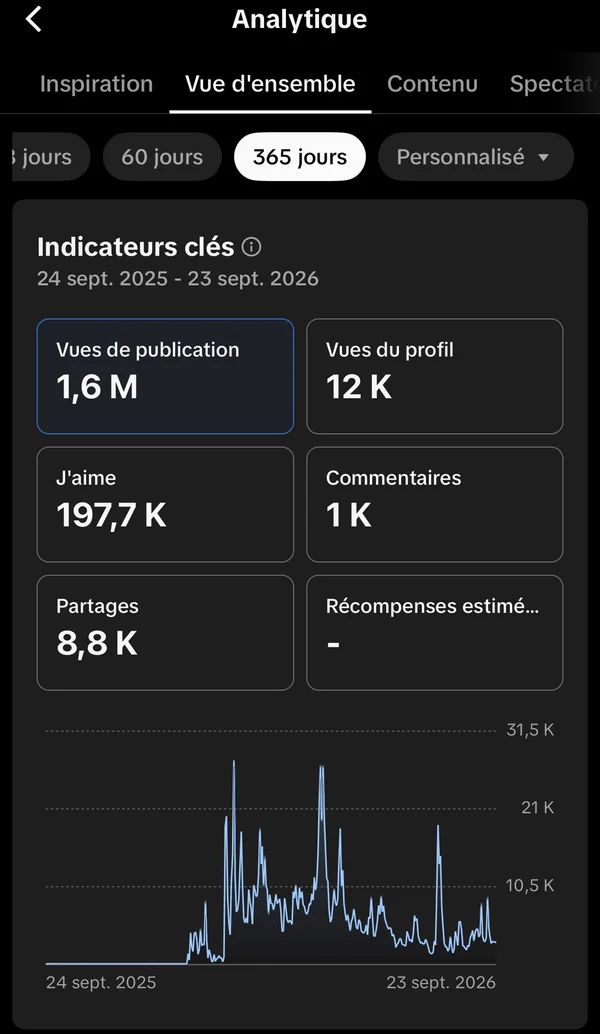 Analytique
Inspiration Vue d'ensemble Contenu Spectat
jours 60 jours 365 jours Personnalisé
Indicateurs clés
24 sept. 2025 - 23 sept. 2026
Vues de publication Vues du profil
1,6 M 12 K
J'aime Commentaires
197,7 K 1 K
Partages Récompenses estimé...
8,8 K -
31,5 K
21 K
10,5 K
24 sept. 2025 23 sept. 2026